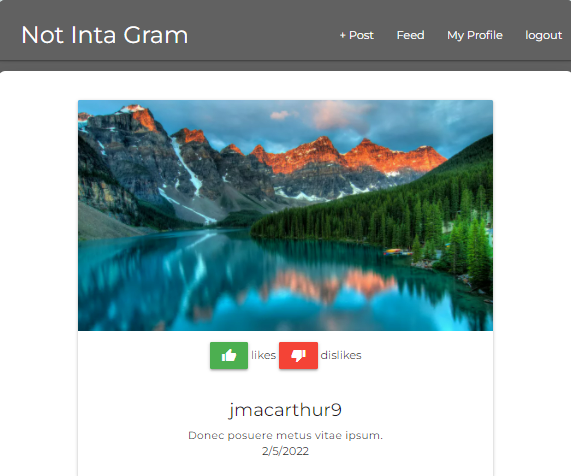 Not Inta Gram
+ Post Feed My Profile logout
likes dislikes
jmacarthur9
Donec posuere metus vitae ipsum.
2/5/2022